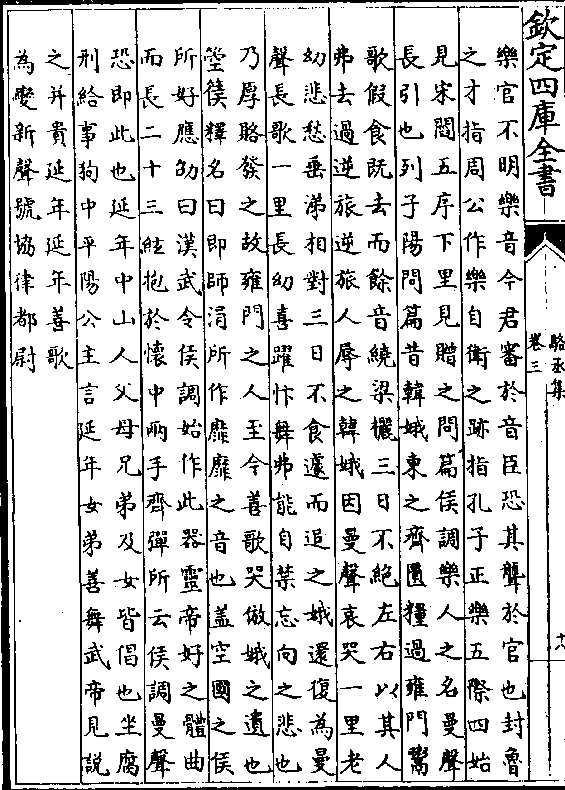 欽定四庫全書
駱丞集
卷三
樂官不明樂音今君審於音臣恐其聾於官也封魯
之才指周公作樂自衛之跡指孔子正樂五際四始
見宋閻五序下里見贈之問篇侯調樂人之名曼聲
長引也列子陽問篇昔韓娥東之齊匱糧過雍門鬻
歌假食既去而餘音繞梁欐三日不絶左右以其人
弗去過逆旅逆旅人辱之韓娥因曼聲哀哭一里老
幼悲愁垂涕相對三日不食遽而追之娥還復為曼
聲長歌一里長幼喜躍忭舞弗能自禁忘向之悲也
乃厚賂發之故雍門之人至今善歌哭倣娥之遺也
箜篌釋名曰即師涓所作靡靡之音也盖空國之侯
所好應劭曰漢武令侯調始作此器靈帝好之體曲
而長二十三絃抱於懷中兩手齊彈所云侯調曼聲
恐即此也延年中山人父母兄弟及女皆倡也坐腐
刑給事狗中平陽公主言延年女弟善舞武帝見説
之并貴延年延年善歌
為變新聲號協律都尉